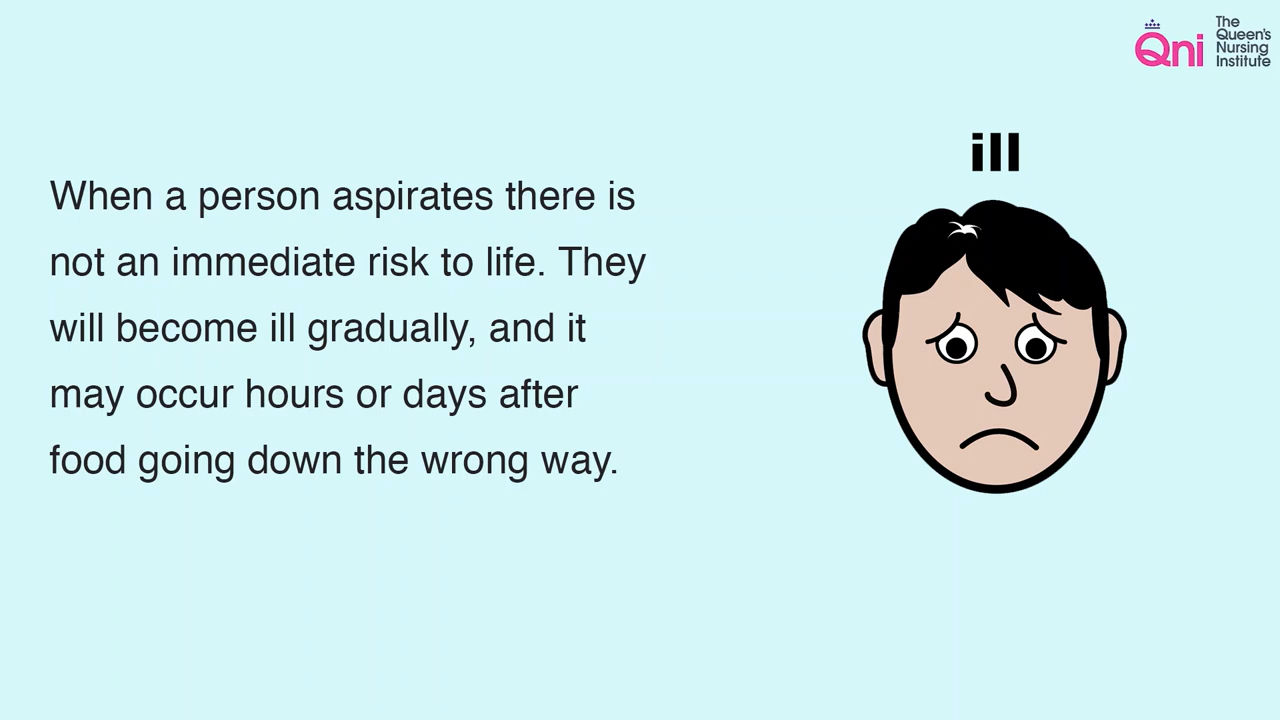 Qni
The
Queen's
Nursing
Institute
ill
When a person aspirates there is
not an immediate risk to life. They
will become ill gradually, and it
may occur hours or days after
food going down the wrong way.